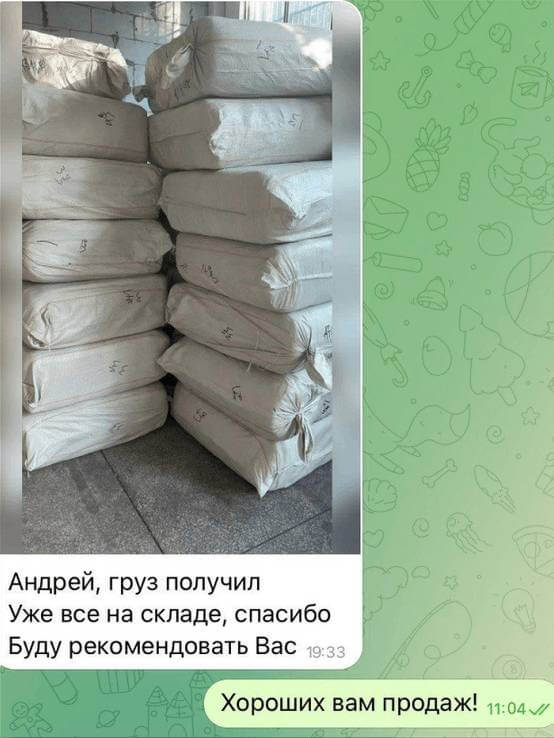 Андрей, груз получил
Уже все на складе, спасибо
Буду рекомендовать Вас 19:33
Хороших вам продаж! 11:04